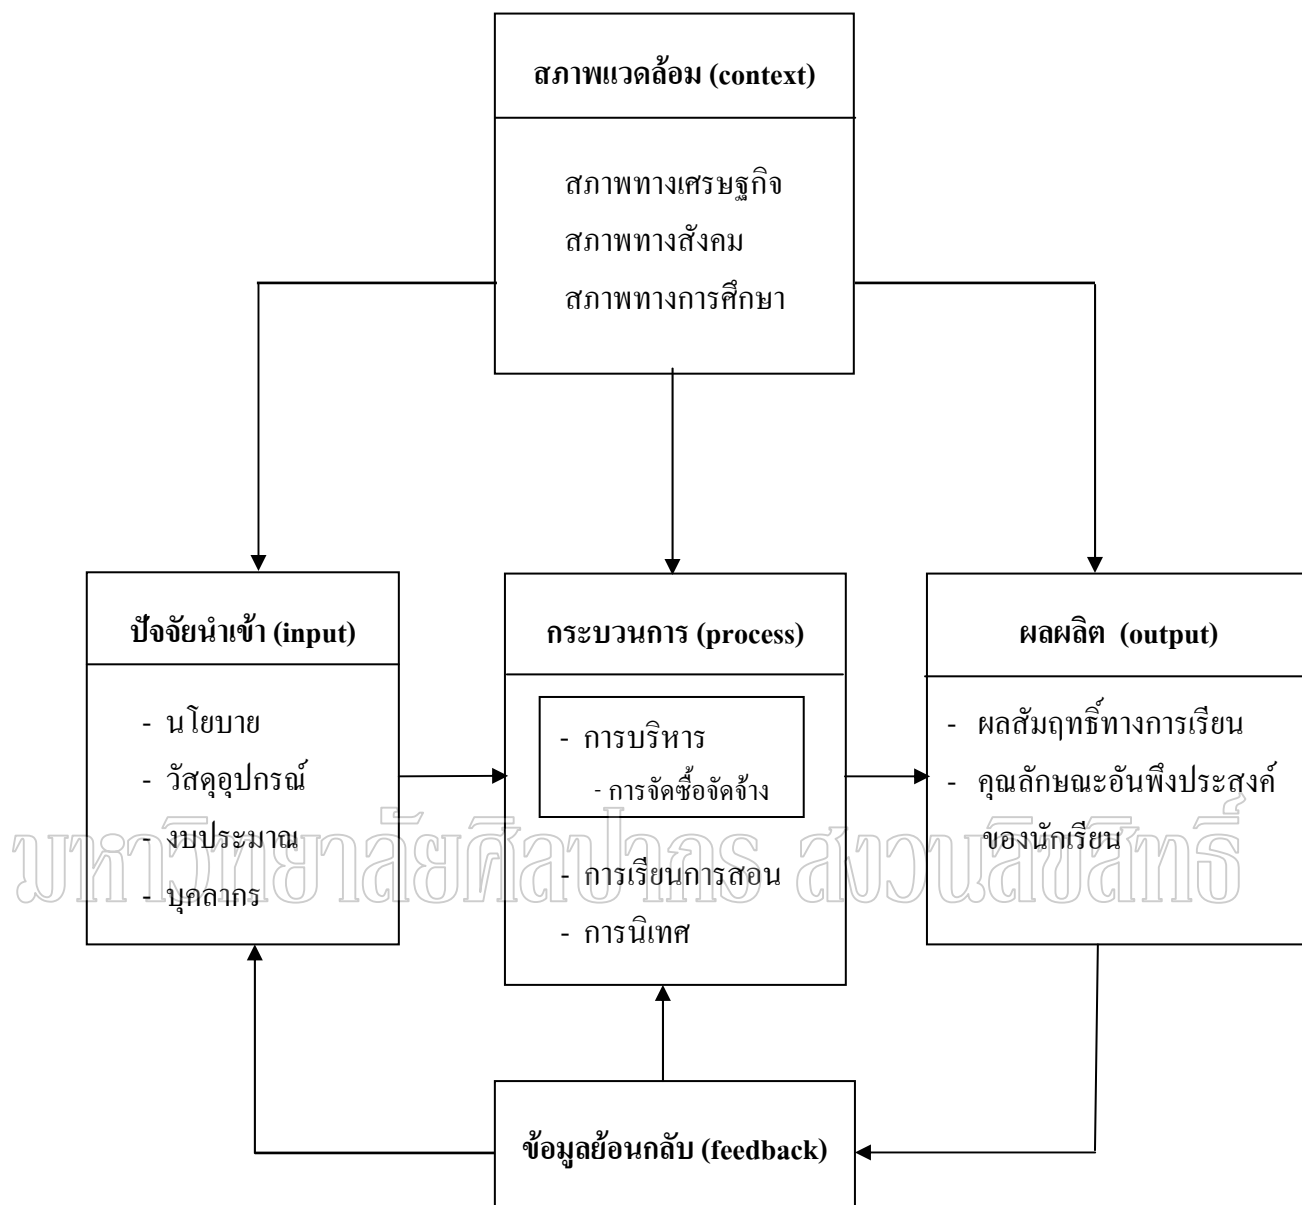 สภาพแวดล้อม (context)
สภาพทางเศรษฐกิจ
สภาพทางสังคม
สภาพทางการศึกษา
ปัจจัยนำเข้า (input)
- นโยบาย
- วัสดุอุปกรณ์
- งบประมาณ
- บุคลากร
กระบวนการ (process)
- การบริหาร
- การจัดซื้อจัดจ้าง
- การเรียนการสอน
- การนิเทศ
ผลผลิต (output)
- ผลสัมฤทธิ์ทางการเรียน
- คุณลักษณะอันพึงประสงค์
ของนักเรียน
มหาวิทยาลัยศิลปากร สงวนลิขสิทธิ์
ข้อมูลย้อนกลับ (feedback)